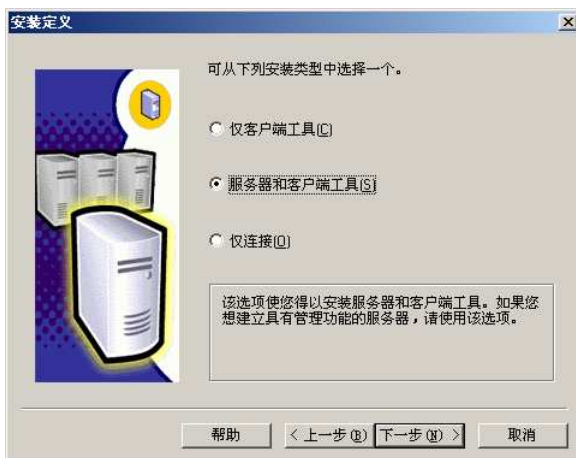 安装定义
可从下列安装类型中选择一个。
仅客户端工具(C)
服务器和客户端工具(S)
仅连接(O)
该选项使您得以安装服务器和客户端工具。如果您
想建立具有管理功能的服务器，请使用该选项。
帮助 < 上一步(B) 下一步(N) > 取消